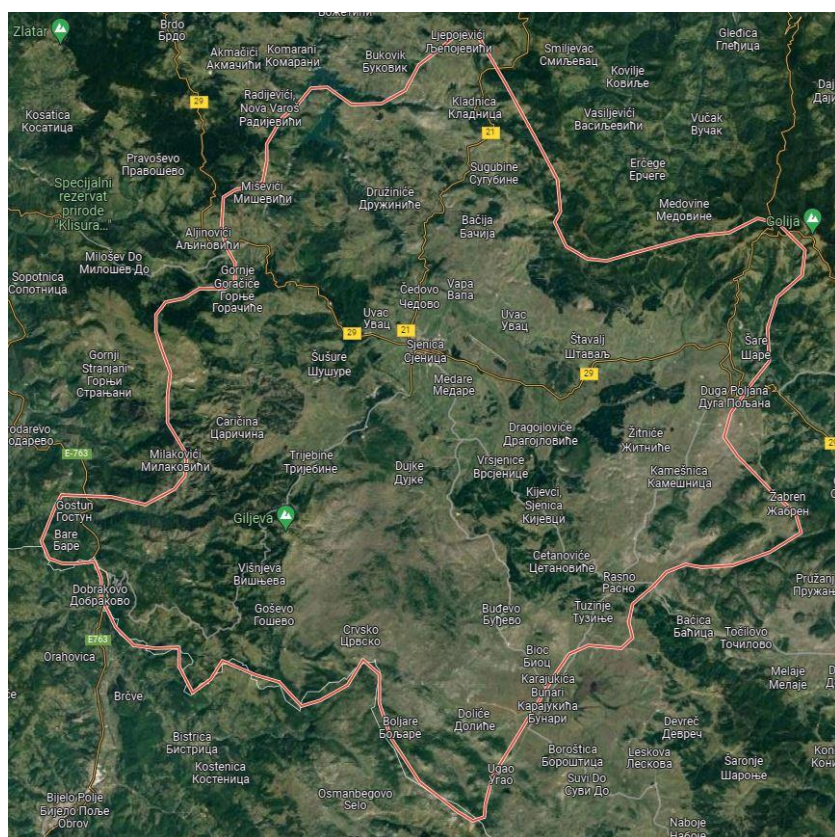 Zlatar
Brdo
Брдо
Akmačići
Акмачићи
Komarani
Комарани
Bukovik
Буковик
Ljepojevići
Љепојевићи
Smiljevac
Смиљевац
Gleđica
Глеђица
Kovilje
Ковиље
Kosatica
Косатица
29
Radijevići,
Nova Varoš
Радијевићи
Kladnica
Кладница
21
Vasiljevići
Васиљевићи
Vučak
Вучак
Pravoševo
Правошево
Sugubine
Сугубине
Erčege
Ерчеге
Specijalni
rezervat
prirode
"Klisura..."
Miševići
Мишевићи
Družiniće
Дружиниће
Bačija
Бачија
Medovine
Медовине
Golija
Aljinovići
Аљиновићи
Milošev Do
Милошев До
Sopotnica
Сопотница
Gornje
Goračiće
Горње
Горачиће
Čedovo
Чедово
Vapa
Вапа
Uvac
Увац
Uvac
Увац
29
21
Sjenica
Сјеница
Štavalj
Штаваљ
Šare
Шаре
Gornji
Stranjani
Горњи
Страњани
Šušure
Шушуре
Medare
Медаре
29
Duga Poljana
Дуга Пољана
Caričina
Царичина
Dragojloviće
Драгојловиће
Žitniće
Житниће
E-763
Milakovići
Милаковићи
Trijebine
Тријебине
Dujke
Дујке
Vrsjenice
Врсјенице
Kamešnica
Камешница
Gostun
Гостун
Giljeva
Kijevci,
Sjenica
Кијевци
Žabren
Жабрен
Bare
Баре
Višnjeva
Вишњева
Cetanoviće
Цетановиће
Rasno
Расно
Dobrakovo
Добраково
Goševo
Гошево
Buđevo
Буђево
Tuzinje
Тузиње
Baćica
Баћица
Točilovo
Точилово
E763
Orahovica
Crvsko
Црвско
Bioc
Биоц
Melaje
Мелаје
Brčve
Karajukića
Bunari
Карајукића
Бунари
Bistrica
Бистрица
Boljare
Бољаре
Doliće
Долиће
Devreč
Девреч
Kostenica
Костеница
Boroštica
Бороштица
Leskova
Лескова
Šaronje
Шароње
Ugao
Угао
Suvi Do
Суви До
Bijelo Polje
Бијело Поље
Obrov
Osmanbegovo
Selo
Naboje
Набоје